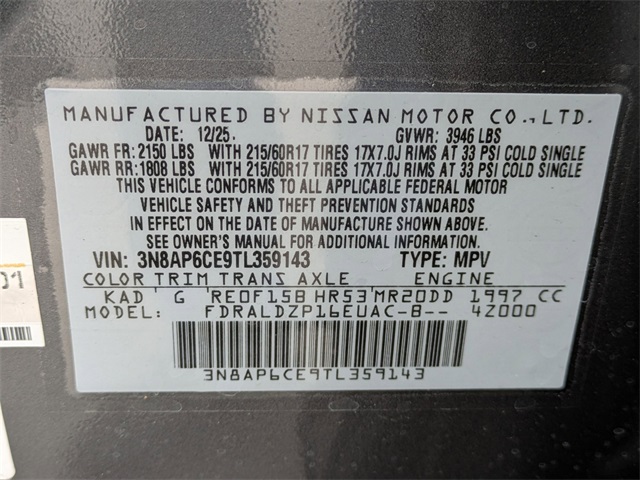 MANUFACTURED BY NISSAN MOTOR CO., LTD.
DATE: 12/25. GVWR: 3946 LBS
GAWR FR: 2150 LBS WITH 215/60R17 TIRES 17X7.0J RIMS AT 33 PSI COLD SINGLE
GAWR RR: 1808 LBS WITH 215/60R17 TIRES 17X7.0J RIMS AT 33 PSI COLD SINGLE
THIS VEHICLE CONFORMS TO ALL APPLICABLE FEDERAL MOTOR
VEHICLE SAFETY AND THEFT PREVENTION STANDARDS
IN EFFECT ON THE DATE OF MANUFACTURE SHOWN ABOVE.
SEE OWNER'S MANUAL FOR ADDITIONAL INFORMATION.
VIN: 3N8AP6CE9TL359143 TYPE: MPV
COLOR TRIM TRANS AXLE ENGINE
KAD G RE0F15B HR53 MR20DD 1997 CC
FDRALDZP16EUAC-B-- 4Z000
3N8AP6CE9TL359143